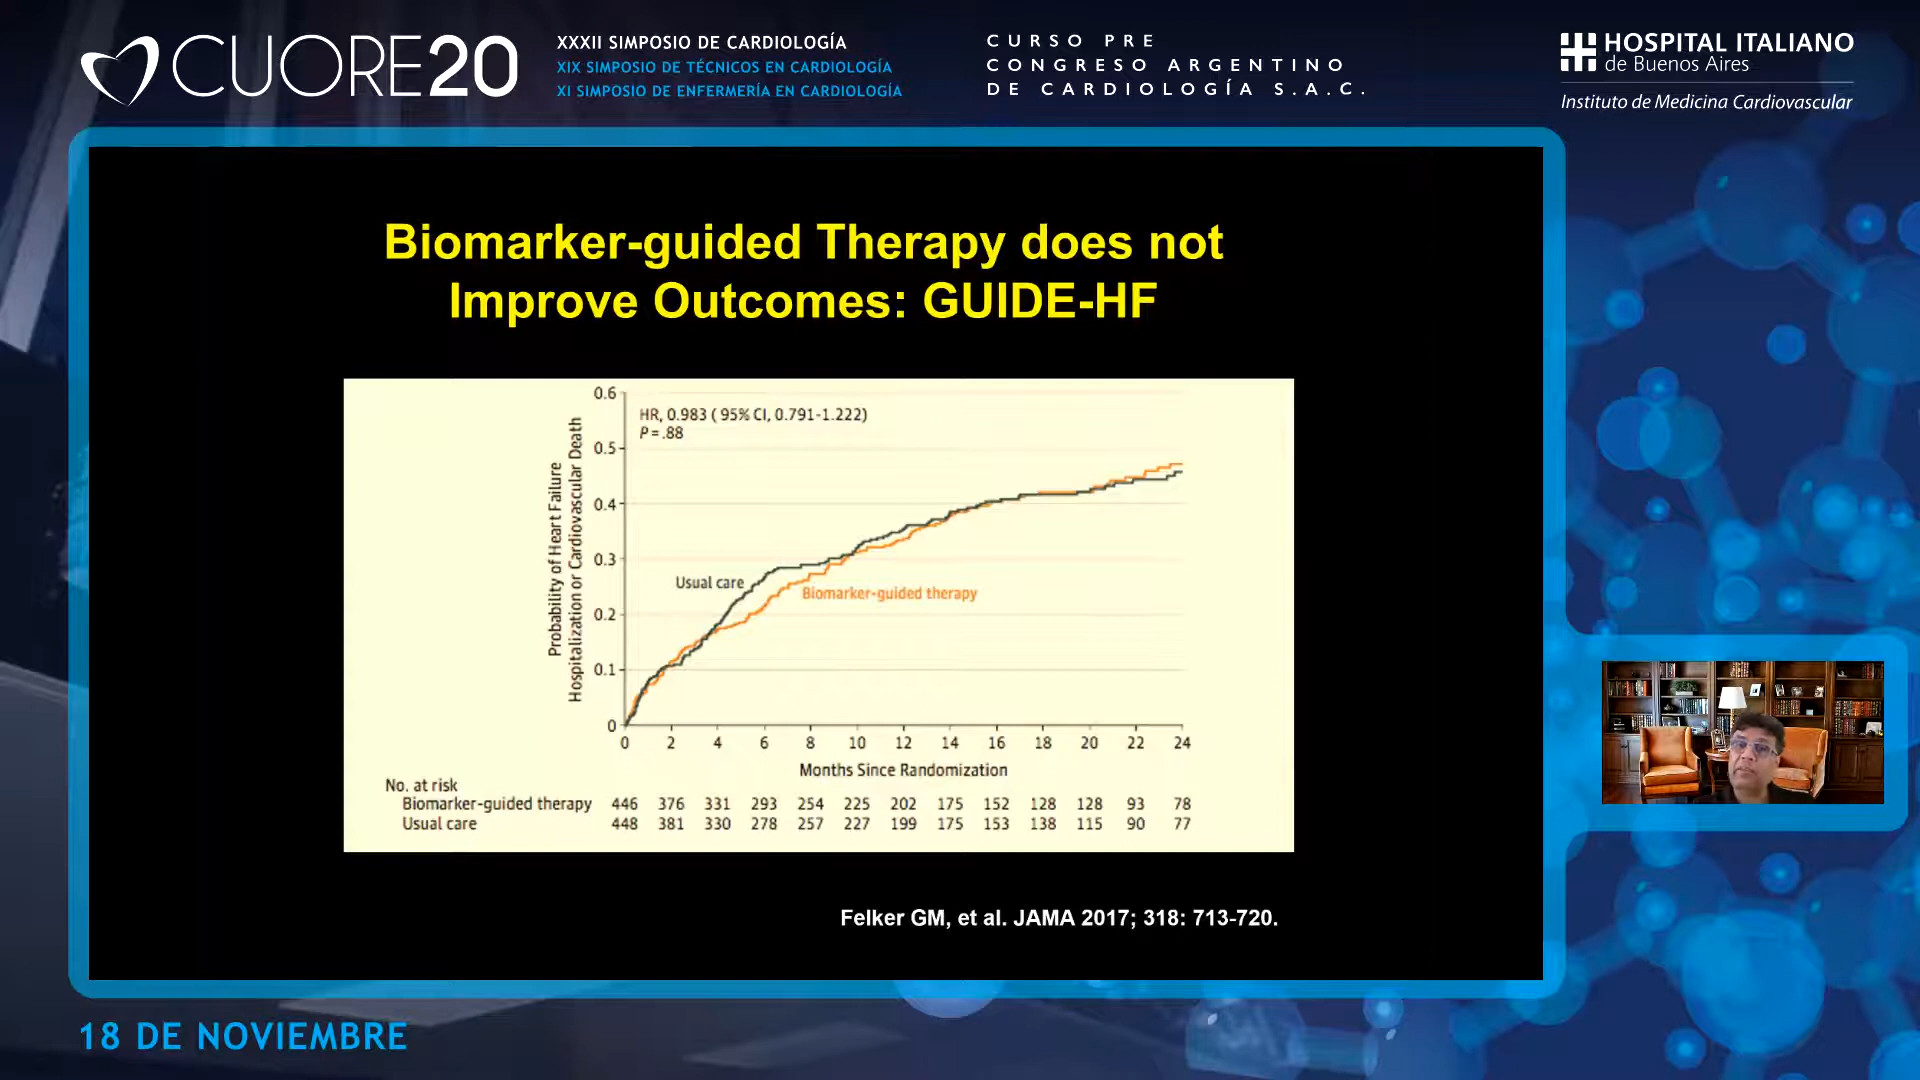 CUORE20
XXXII SIMPOSIO DE CARDIOLOGÍA
XIX SIMPOSIO DE TÉCNICOS EN CARDIOLOGÍA
XI SIMPOSIO DE ENFERMERÍA EN CARDIOLOGÍA
CURSO PRE
CONGRESO ARGENTINO
DE CARDIOLOGÍA S.A.C.
HOSPITAL ITALIANO
de Buenos Aires
Instituto de Medicina Cardiovascular
Biomarker-guided Therapy does not
Improve Outcomes: GUIDE-HF
HR, 0.983 ( 95% CI, 0.791-1.222)
P = .88
Probability of Heart Failure
Hospitalization or Cardiovascular Death
0.6
0.5
0.4
0.3
0.2
0.1
0
Usual care
Biomarker-guided therapy
0 2 4 6 8 10 12 14 16 18 20 22 24
Months Since Randomization
No. at risk
Biomarker-guided therapy 446 376 331 293 254 225 202 175 152 128 128 93 78
Usual care 448 381 330 278 257 227 199 175 153 138 115 90 77
Felker GM, et al. JAMA 2017; 318: 713-720.
18 DE NOVIEMBRE